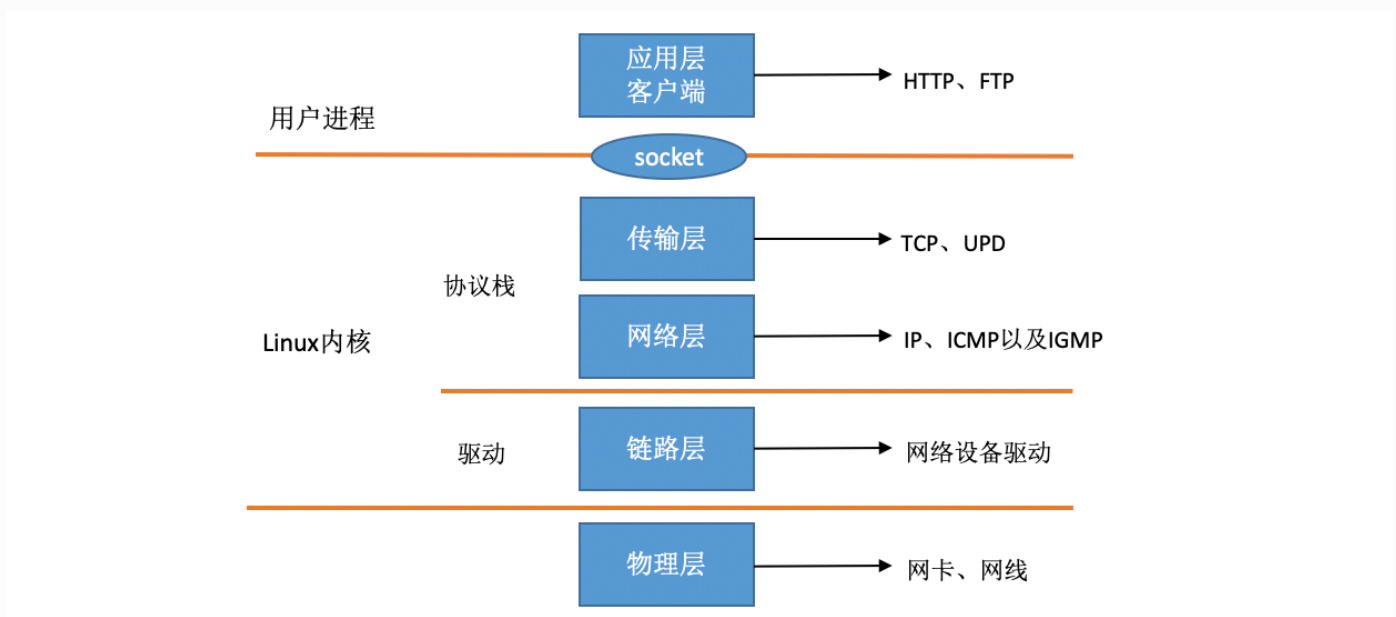 应用层
客户端
HTTP、FTP
用户进程
socket
传输层
TCP、UPD
协议栈
网络层
Linux内核
IP、ICMP以及IGMP
驱动
链路层
网络设备驱动
物理层
网卡、网线